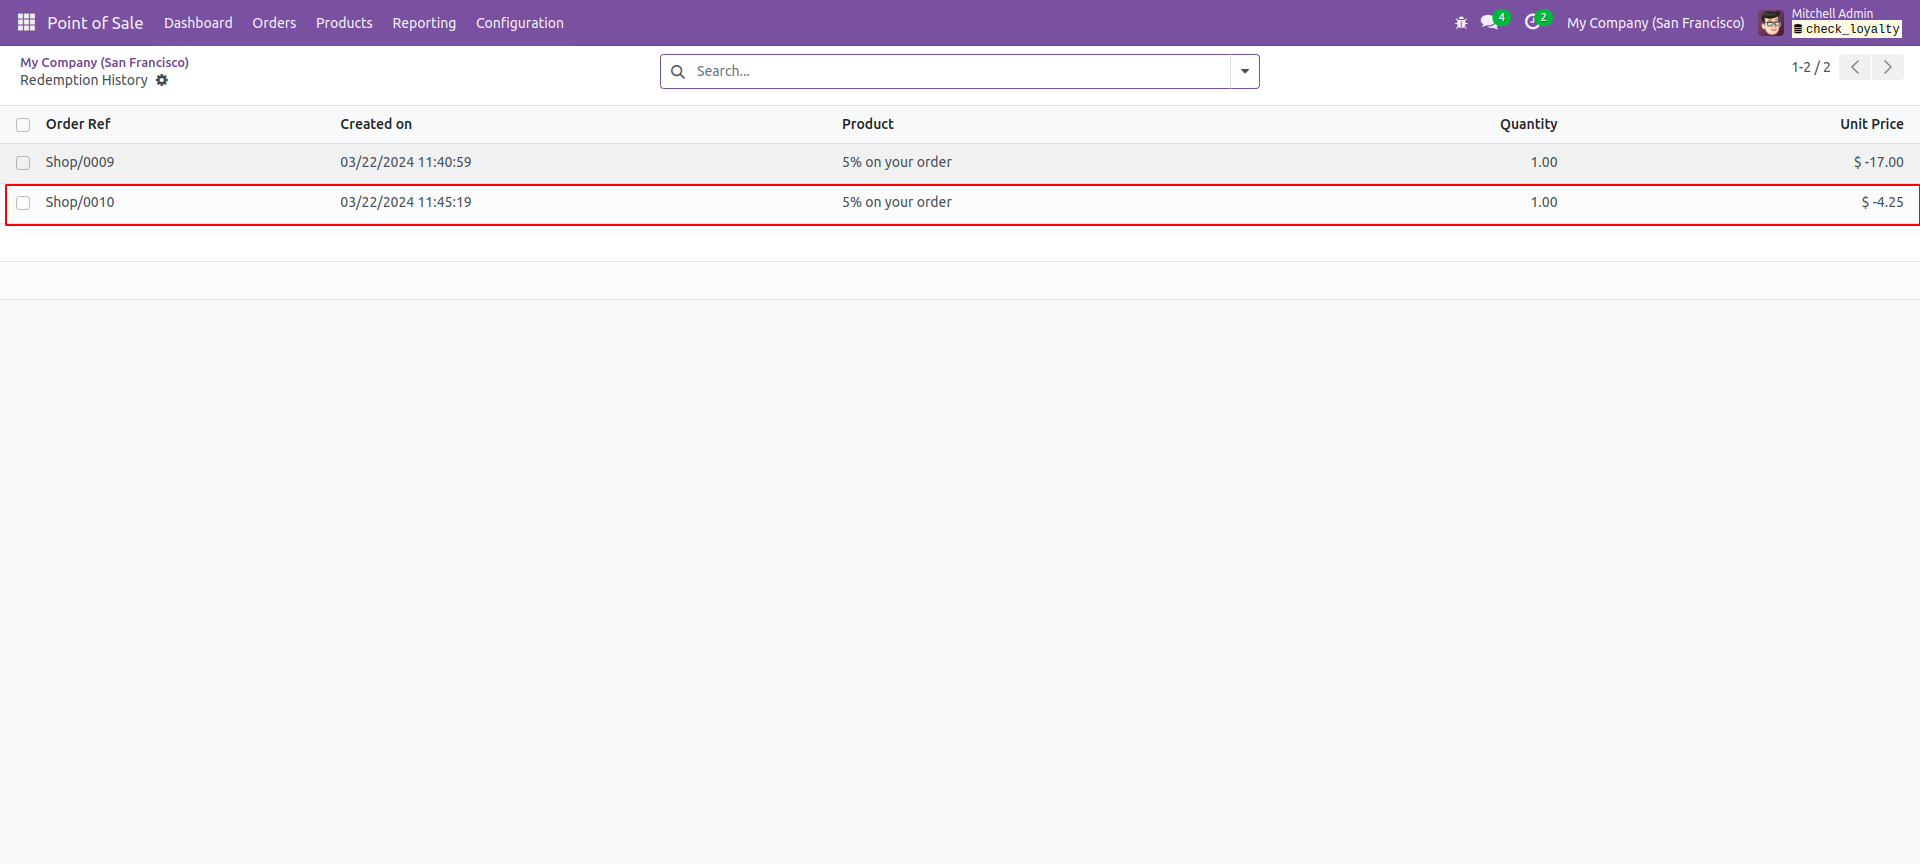 Point of Sale Dashboard Orders Products Reporting Configuration 4 2 My Company (San Francisco) Mitchell Admin
check_loyalty
My Company (San Francisco)
Redemption History
Search...
1-2 / 2
Order Ref Created on Product Quantity Unit Price
Shop/0009 03/22/2024 11:40:59 5% on your order 1.00 $ -17.00
Shop/0010 03/22/2024 11:45:19 5% on your order 1.00 $ -4.25